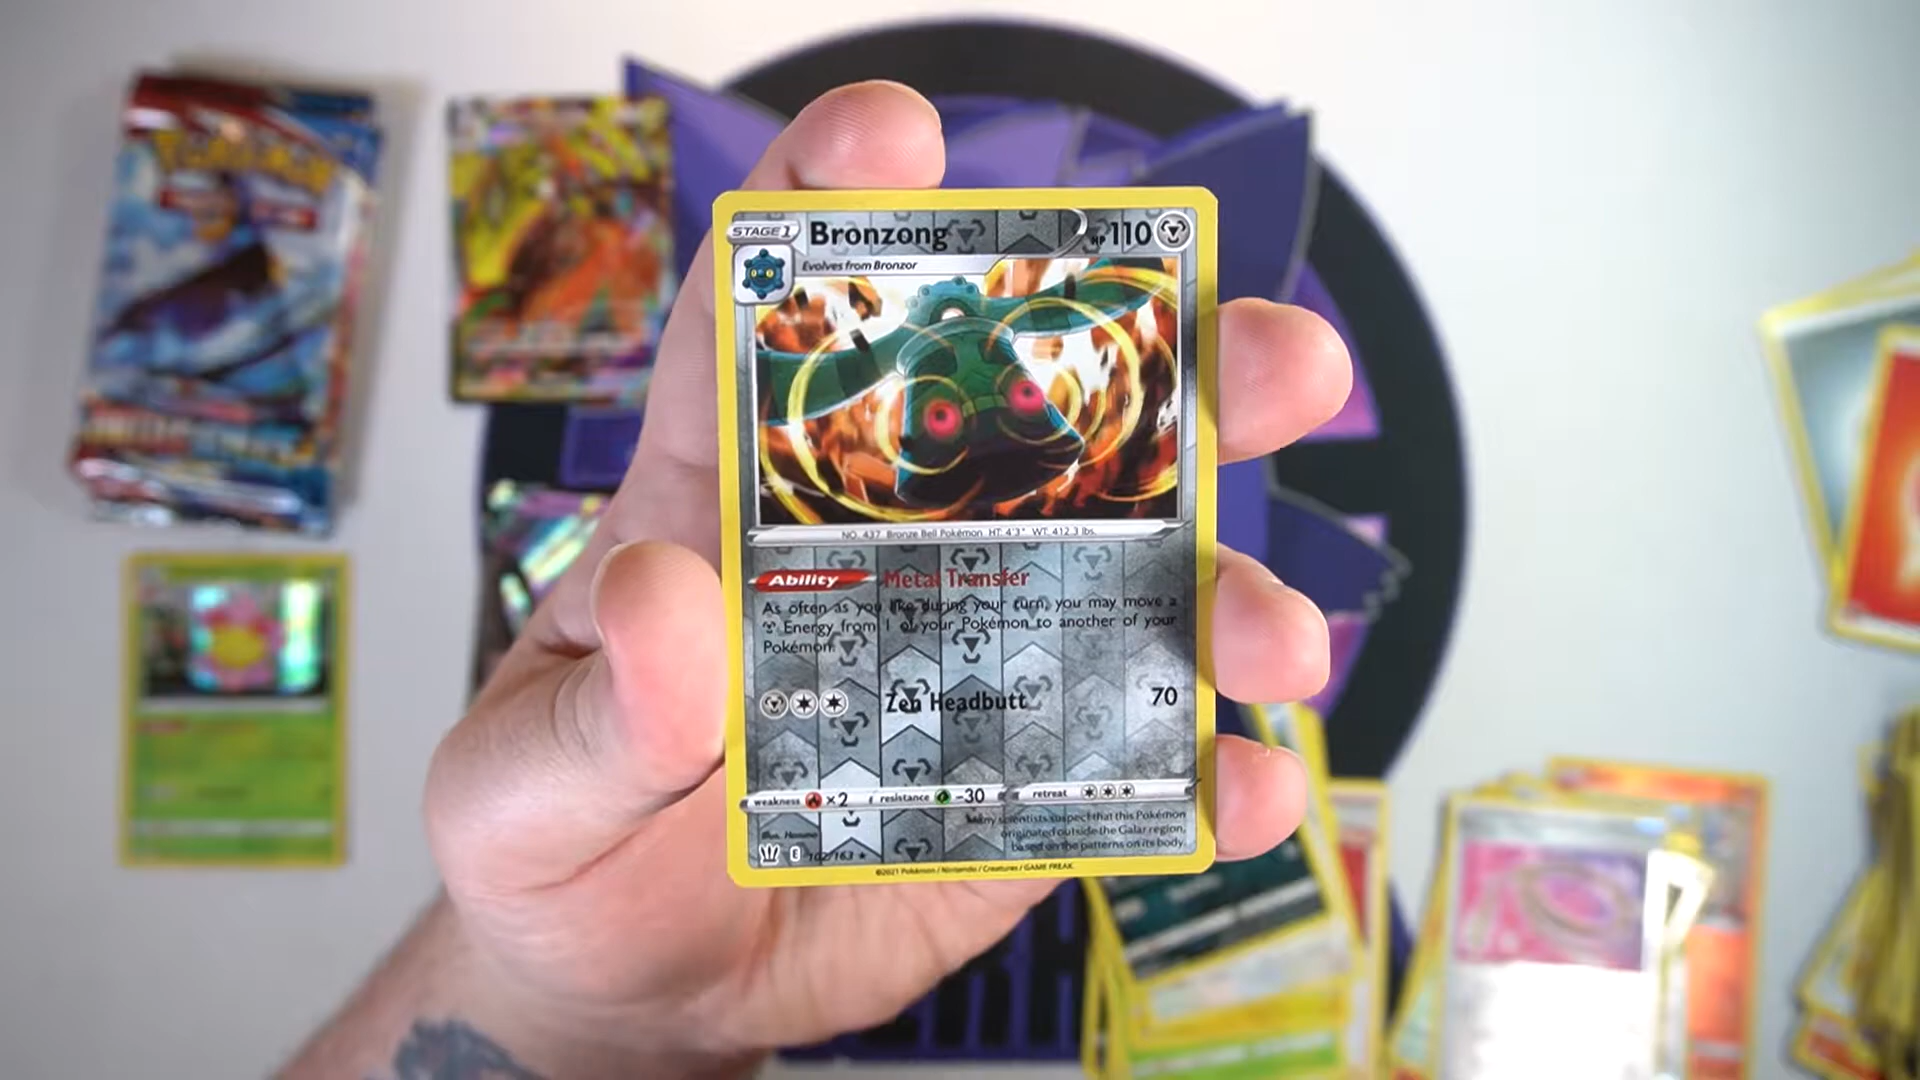 Pokémon
STAGE 1 Bronzong HP 110
Evolves from Bronzor
NO. 437 Bronze Bell Pokémon HT: 4'3" WT: 412.3 lbs.
Ability Metal Transfer
As often as you like during your turn, you may move a
Energy from 1 of your Pokémon to another of your
Pokémon.
Zen Headbutt 70
weakness ×2 resistance -30 retreat
Many scientists suspect that this Pokémon
originated outside the Galar region,
based on the patterns on its body.
Illus. Hasuno
E 102/163 ★
©2021 Pokémon / Nintendo / Creatures / GAME FREAK